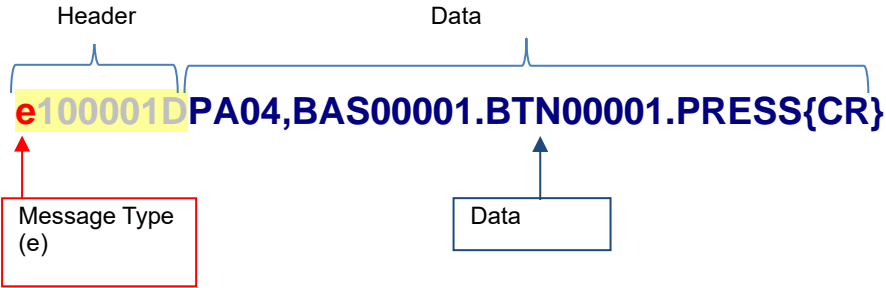 Header Data
e100001DPA04,BAS00001.BTN00001.PRESS{CR}
Message Type
(e)
Data